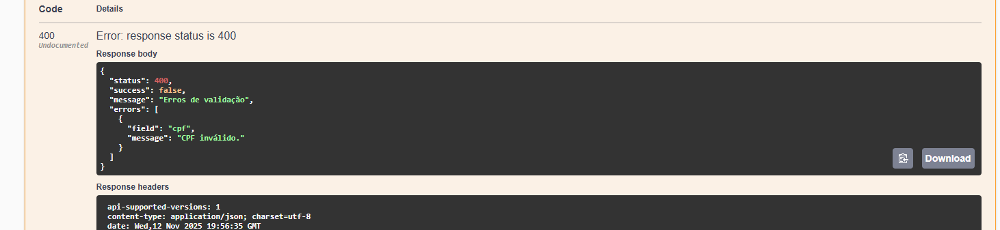 Code Details
400 Error: response status is 400
Undocumented
Response body
{
  "status": 400,
  "success": false,
  "message": "Erros de validação",
  "errors": [
    {
      "field": "cpf",
      "message": "CPF inválido."
    }
  ]
}
Download
Response headers
api-supported-versions: 1
content-type: application/json; charset=utf-8
date: Wed,12 Nov 2025 19:56:35 GMT